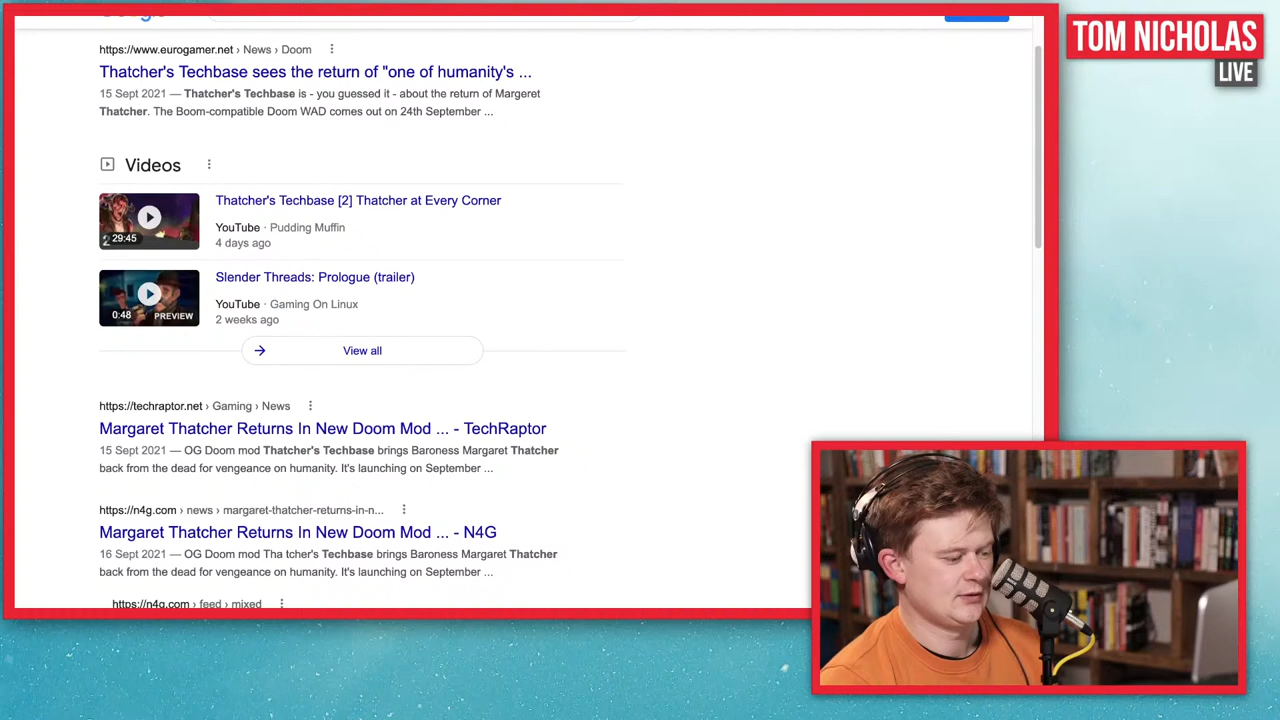 TOM NICHOLAS
LIVE
https://www.eurogamer.net › News › Doom
Thatcher's Techbase sees the return of "one of humanity's ...
15 Sept 2021 — Thatcher's Techbase is - you guessed it - about the return of Margaret
Thatcher. The Boom-compatible Doom WAD comes out on 24th September ...
Videos
29:45
Thatcher's Techbase [2] Thatcher at Every Corner
YouTube · Pudding Muffin
4 days ago
0:48
PREVIEW
Slender Threads: Prologue (trailer)
YouTube · Gaming On Linux
2 weeks ago
View all
https://techraptor.net › Gaming › News
Margaret Thatcher Returns In New Doom Mod ... - TechRaptor
15 Sept 2021 — OG Doom mod Thatcher's Techbase brings Baroness Margaret Thatcher
back from the dead for vengeance on humanity. It's launching on September ...
https://n4g.com › news › margaret-thatcher-returns-in-n...
Margaret Thatcher Returns In New Doom Mod ... - N4G
16 Sept 2021 — OG Doom mod Tha tcher's Techbase brings Baroness Margaret Thatcher
back from the dead for vengeance on humanity. It's launching on September ...
https://n4g.com › feed › mixed